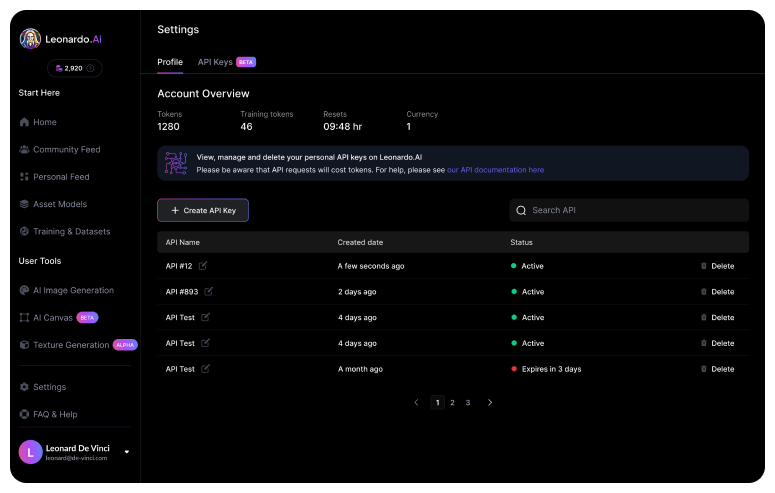 Leonardo.Ai
2,920
Start Here
Home
Community Feed
Personal Feed
Asset Models
Training & Datasets
User Tools
AI Image Generation
AI Canvas BETA
Texture Generation ALPHA
Settings
FAQ & Help
L
Leonard De Vinci
leonard@de-vinci.com
Settings
Profile API Keys BETA
Account Overview
Tokens Training tokens Resets Currency
1280 46 09:48 hr 1
View, manage and delete your personal API keys on Leonardo.AI
Please be aware that API requests will cost tokens. For help, please see our API documentation here
+ Create API Key Search API
API Name Created date Status
API #12 A few seconds ago Active Delete
API #893 2 days ago Active Delete
API Test 4 days ago Active Delete
API Test 4 days ago Active Delete
API Test A month ago Expires in 3 days Delete
1 2 3